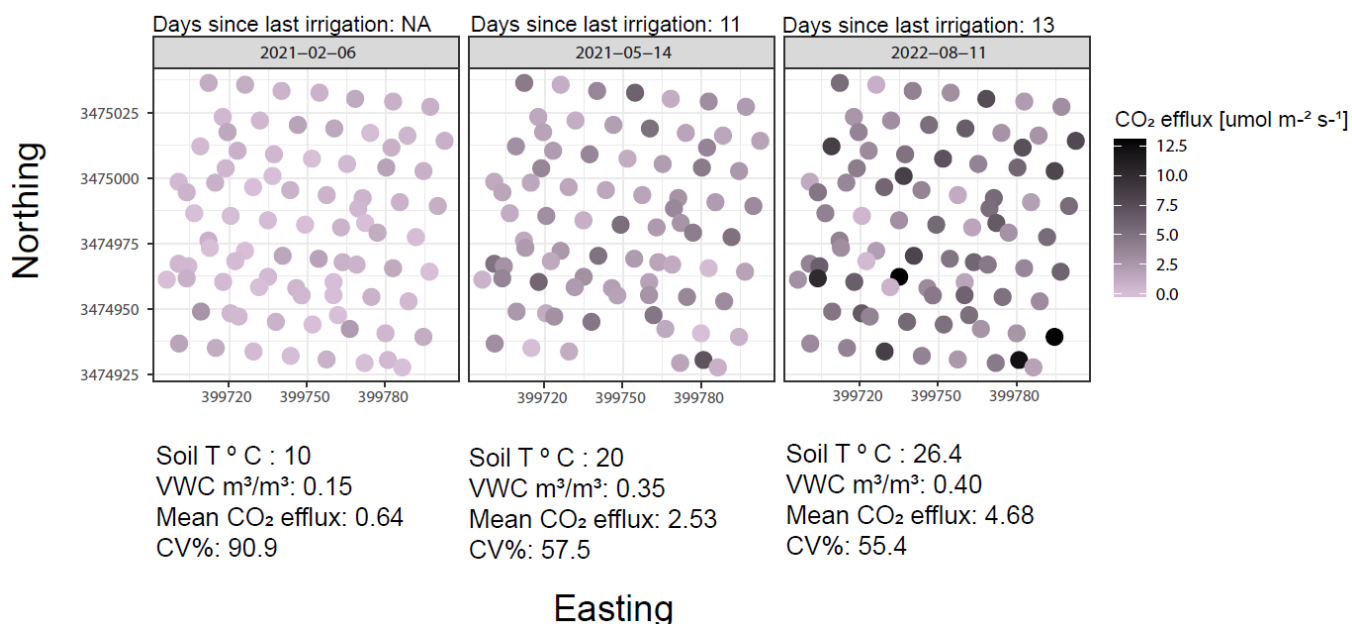 Days since last irrigation: NA
Days since last irrigation: 11
Days since last irrigation: 13
2021−02−06
2021−05−14
2022−08−11
Northing
3475025
3475000
3474975
3474950
3474925
399720
399750
399780
399720
399750
399780
399720
399750
399780
CO₂ efflux [umol m-² s-¹]
12.5
10.0
7.5
5.0
2.5
0.0
Soil T º C : 10
VWC m³/m³: 0.15
Mean CO₂ efflux: 0.64
CV%: 90.9
Soil T º C : 20
VWC m³/m³: 0.35
Mean CO₂ efflux: 2.53
CV%: 57.5
Soil T º C : 26.4
VWC m³/m³: 0.40
Mean CO₂ efflux: 4.68
CV%: 55.4
Easting